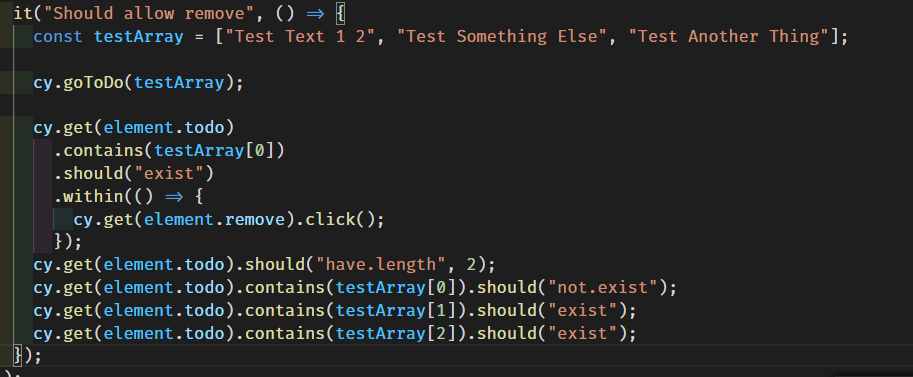 it("Should allow remove", () => {
const testArray = ["Test Text 1 2", "Test Something Else", "Test Another Thing"];
cy.goToDo(testArray);
cy.get(element.todo)
.contains(testArray[0])
.should("exist")
.within(() => {
cy.get(element.remove).click();
});
cy.get(element.todo).should("have.length", 2);
cy.get(element.todo).contains(testArray[0]).should("not.exist");
cy.get(element.todo).contains(testArray[1]).should("exist");
cy.get(element.todo).contains(testArray[2]).should("exist");
});